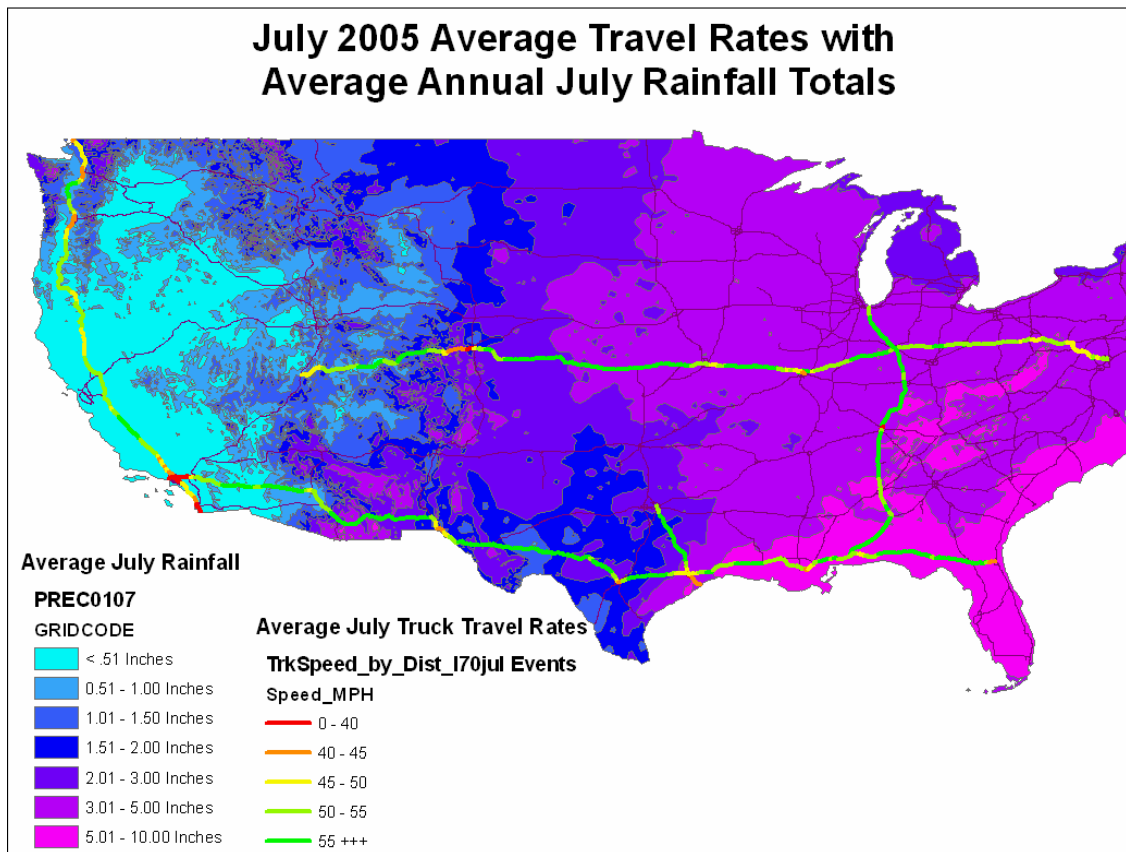 July 2005 Average Travel Rates with
Average Annual July Rainfall Totals
Average July Rainfall
PREC0107
GRIDCODE
< .51 Inches
0.51 - 1.00 Inches
1.01 - 1.50 Inches
1.51 - 2.00 Inches
2.01 - 3.00 Inches
3.01 - 5.00 Inches
5.01 - 10.00 Inches
Average July Truck Travel Rates
TrkSpeed_by_Dist_I70jul Events
Speed_MPH
0 - 40
40 - 45
45 - 50
50 - 55
55 +++